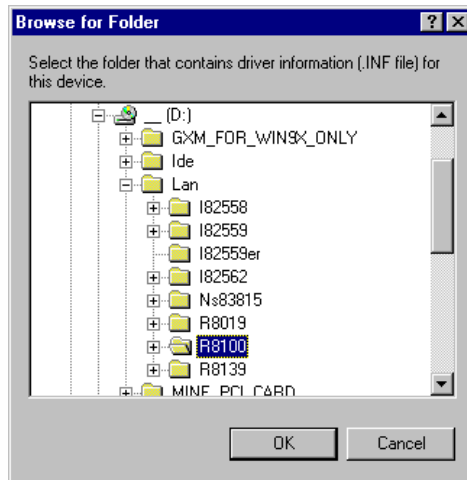 Browse for Folder
Select the folder that contains driver information (.INF file) for
this device.
__ (D:)
GXM_FOR_WIN9X_ONLY
Ide
Lan
I82558
I82559
I82559er
I82562
Ns83815
R8019
R8100
R8139
MINE_PCI_CARD
OK
Cancel